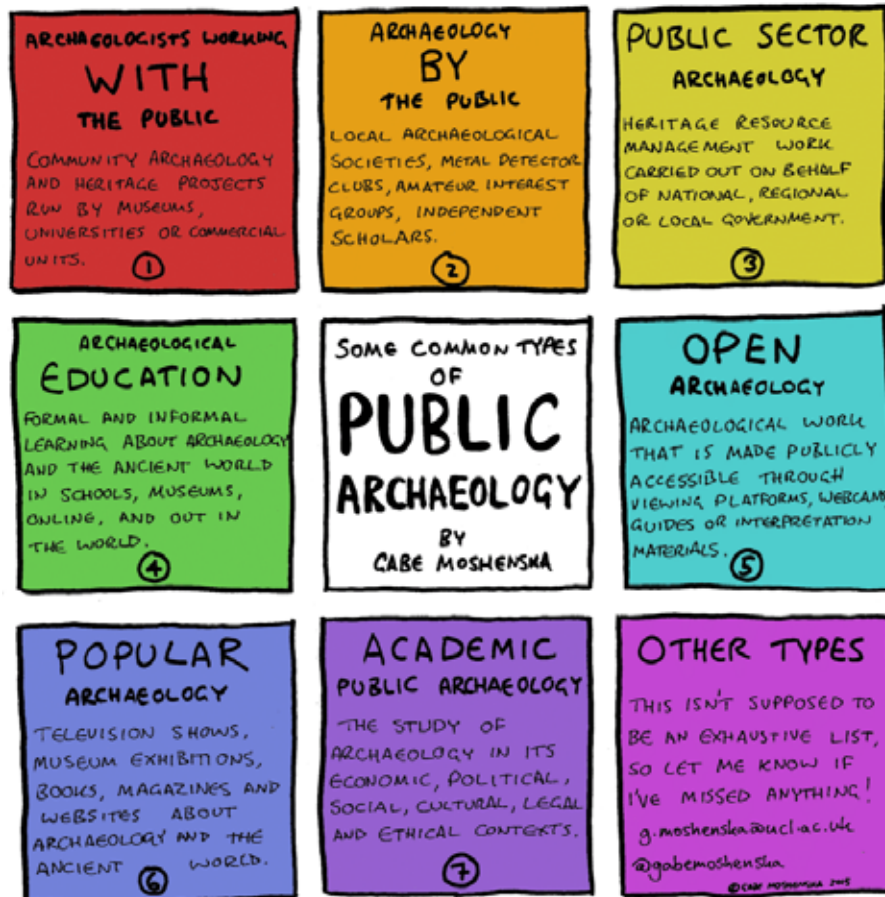 ARCHAEOLOGISTS WORKING
WITH
THE PUBLIC
COMMUNITY ARCHAEOLOGY
AND HERITAGE PROJECTS
RUN BY MUSEUMS,
UNIVERSITIES OR COMMERCIAL
UNITS.
1
ARCHAEOLOGY
BY
THE PUBLIC
LOCAL ARCHAEOLOGICAL
SOCIETIES, METAL DETECTOR
CLUBS, AMATEUR INTEREST
GROUPS, INDEPENDENT
SCHOLARS.
2
PUBLIC SECTOR
ARCHAEOLOGY
HERITAGE RESOURCE
MANAGEMENT WORK
CARRIED OUT ON BEHALF
OF NATIONAL, REGIONAL
OR LOCAL GOVERNMENT.
3
ARCHAEOLOGICAL
EDUCATION
FORMAL AND INFORMAL
LEARNING ABOUT ARCHAEOLOGY
AND THE ANCIENT WORLD
IN SCHOOLS, MUSEUMS,
ONLINE, AND OUT IN
THE WORLD.
4
SOME COMMON TYPES
OF
PUBLIC
ARCHAEOLOGY
BY
GABE MOSHENSKA
OPEN
ARCHAEOLOGY
ARCHAEOLOGICAL WORK
THAT IS MADE PUBLICLY
ACCESSIBLE THROUGH
VIEWING PLATFORMS, WEBCAMS
GUIDES OR INTERPRETATION
MATERIALS.
5
POPULAR
ARCHAEOLOGY
TELEVISION SHOWS,
MUSEUM EXHIBITIONS,
BOOKS, MAGAZINES AND
WEBSITES ABOUT
ARCHAEOLOGY AND THE
ANCIENT WORLD.
6
ACADEMIC
PUBLIC ARCHAEOLOGY
THE STUDY OF
ARCHAEOLOGY IN ITS
ECONOMIC, POLITICAL,
SOCIAL, CULTURAL, LEGAL
AND ETHICAL CONTEXTS.
7
OTHER TYPES
THIS ISN'T SUPPOSED TO
BE AN EXHAUSTIVE LIST,
SO LET ME KNOW IF
I'VE MISSED ANYTHING!
g.moshenska@ucl.ac.uk
@gabemoshenska
© GABE MOSHENSKA 2015